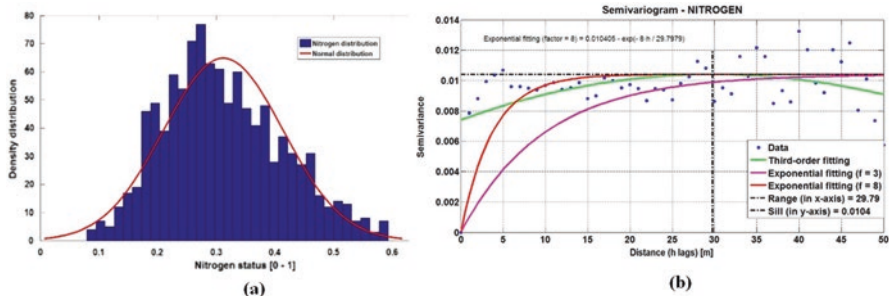 Semivariogram - NITROGEN
80
70
60
50
40
30
20
10
0
Density distribution
Nitrogen distribution
Normal distribution
0 0.1 0.2 0.3 0.4 0.5 0.6
Nitrogen status [0 - 1]
(a)
0.014
0.012
0.01
0.008
0.006
0.004
0.002
0
Semivariance
Exponential fitting (factor = 8) = 0.010405 - exp(- 8 h / 29.7979)
Data
Third-order fitting
Exponential fitting (f = 3)
Exponential fitting (f = 8)
Range (in x-axis) = 29.79
Sill (in y-axis) = 0.0104
0 5 10 15 20 25 30 35 40 45 50
Distance (h lags) [m]
(b)